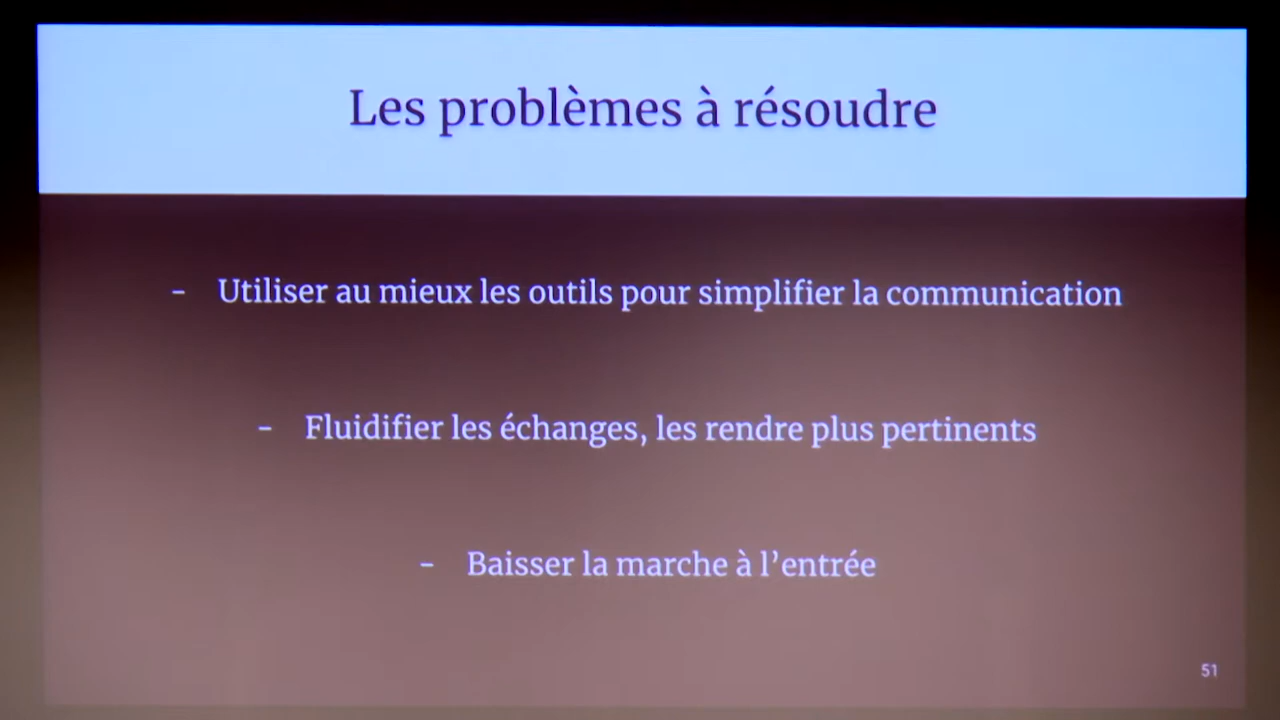 Les problèmes à résoudre
- Utiliser au mieux les outils pour simplifier la communication
- Fluidifier les échanges, les rendre plus pertinents
- Baisser la marche à l’entrée
51